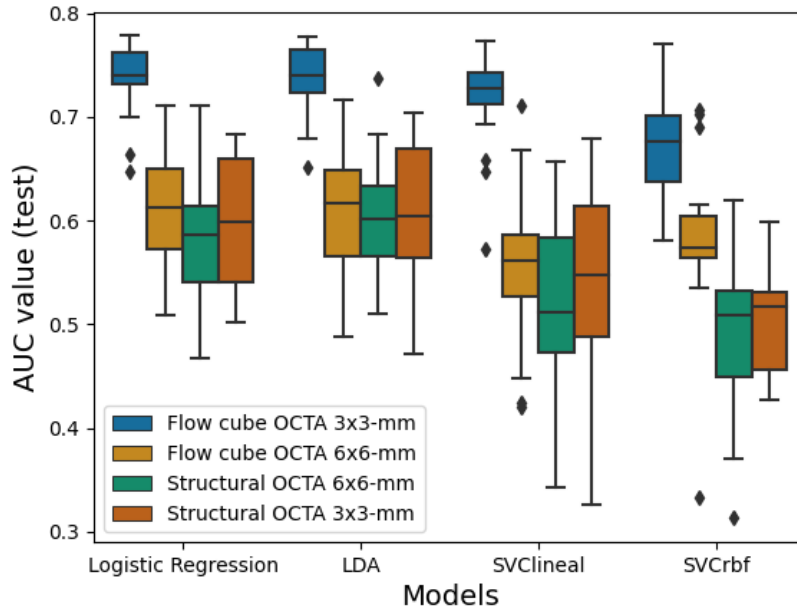 0.8
0.7
0.6
0.5
0.4
0.3
AUC value (test)
Flow cube OCTA 3x3-mm
Flow cube OCTA 6x6-mm
Structural OCTA 6x6-mm
Structural OCTA 3x3-mm
Logistic Regression LDA SVClineal SVCrbf
Models